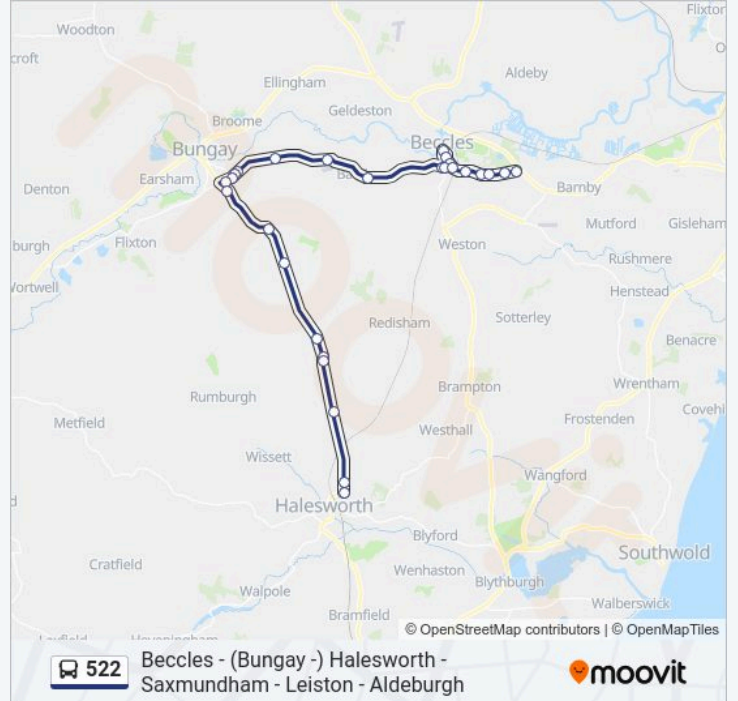 Woodton
Flixton
croft
Aldeby
Ellingham
Geldeston
Broome
Beccles
Bungay
Earsham
Denton
Barnby
Flixton
Mufford
Gisleham
burgh
Weston
Rushmere
Wortwell
Henstead
Redisham
Sotterley
Benacre
Rumburgh
Brampton
Wrentham
Covehi
Metfield
Westhall
Frostenden
Wissett
Wangford
Halesworth
Blyford
Southwold
Cratfield
Wenhaston
Blythburgh
Walpole
Walberswick
Bramfield
© OpenStreetMap contributors | © OpenMapTiles
522
Beccles - (Bungay -) Halesworth -
Saxmundham - Leiston - Aldeburgh
moovit